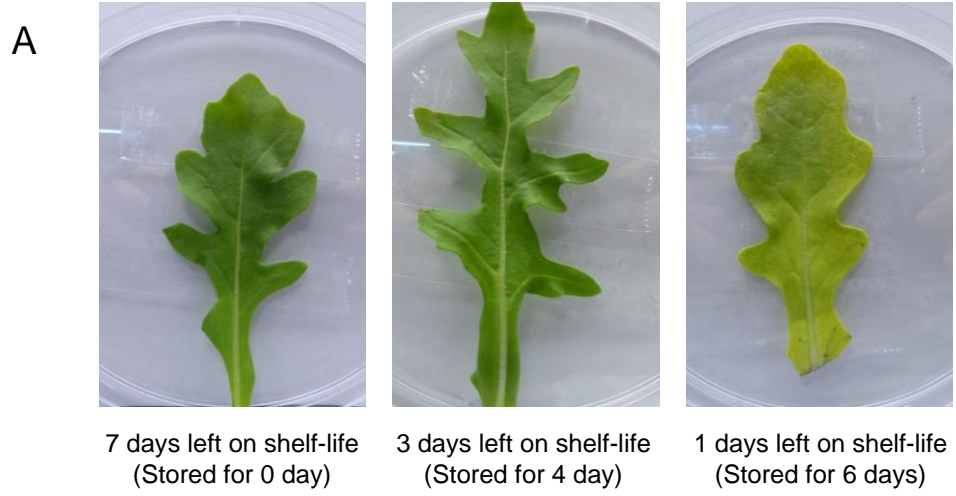 A
7 days left on shelf-life
(Stored for 0 day)
3 days left on shelf-life
(Stored for 4 day)
1 days left on shelf-life
(Stored for 6 days)